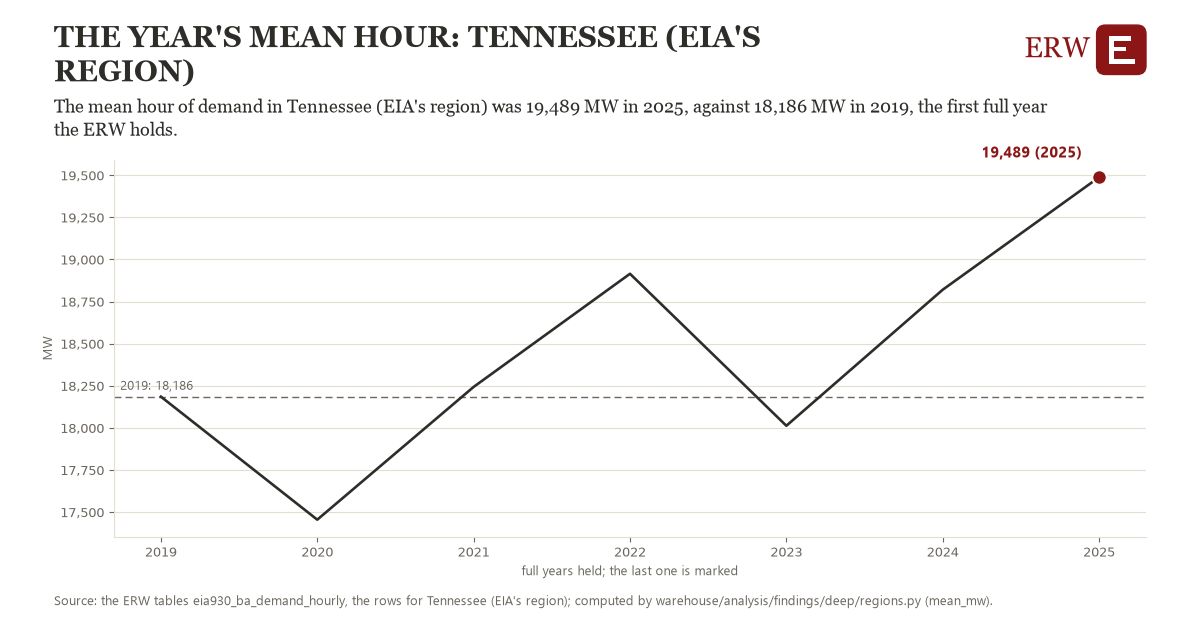 THE YEAR'S MEAN HOUR: TENNESSEE (EIA'S
REGION)
ERW E
The mean hour of demand in Tennessee (EIA's region) was 19,489 MW in 2025, against 18,186 MW in 2019, the first full year
the ERW holds.
19,489 (2025)
19,500
19,250
19,000
18,750
18,500
18,250
18,000
17,750
17,500
MW
2019: 18,186
2019 2020 2021 2022 2023 2024 2025
full years held; the last one is marked
Source: the ERW tables eia930_ba_demand_hourly, the rows for Tennessee (EIA's region); computed by warehouse/analysis/findings/deep/regions.py (mean_mw).